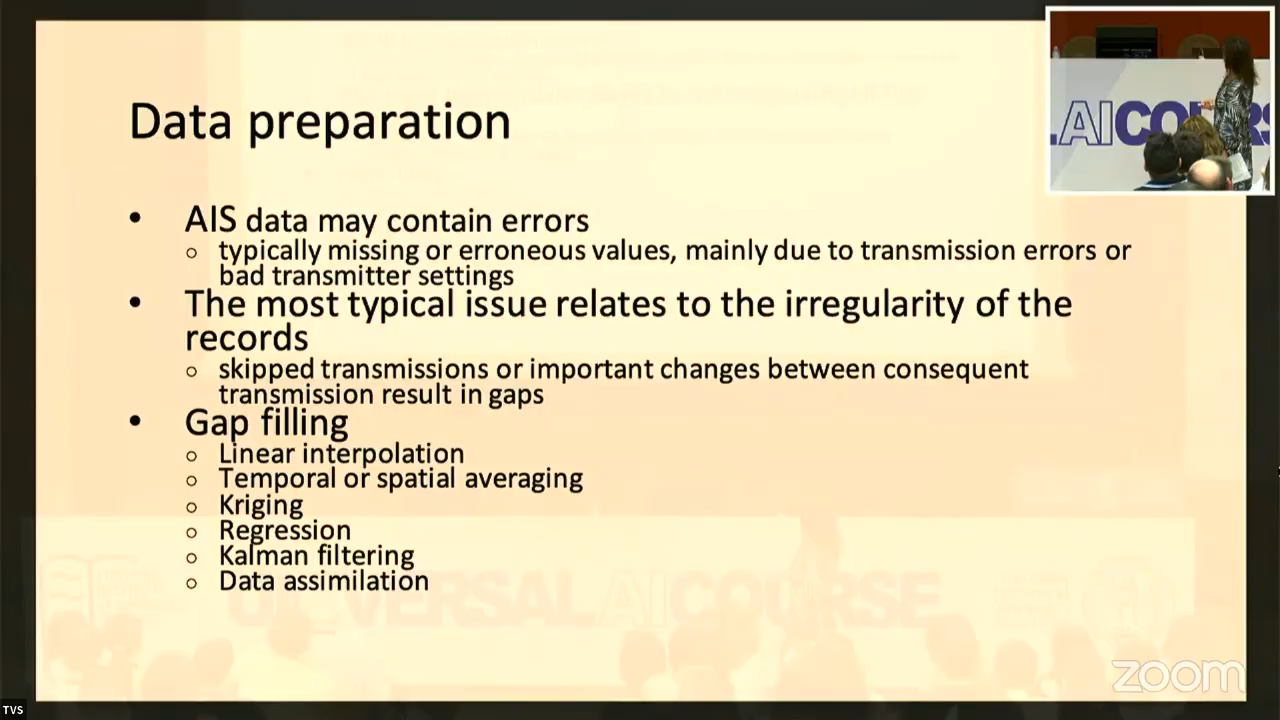 Data preparation
• AIS data may contain errors
○ typically missing or erroneous values, mainly due to transmission errors or
bad transmitter settings
• The most typical issue relates to the irregularity of the
records
○ skipped transmissions or important changes between consequent
transmission result in gaps
• Gap filling
○ Linear interpolation
○ Temporal or spatial averaging
○ Kriging
○ Regression
○ Kalman filtering
○ Data assimilation
AI COURS
VERSAL AI COURSE
zoom
TVS